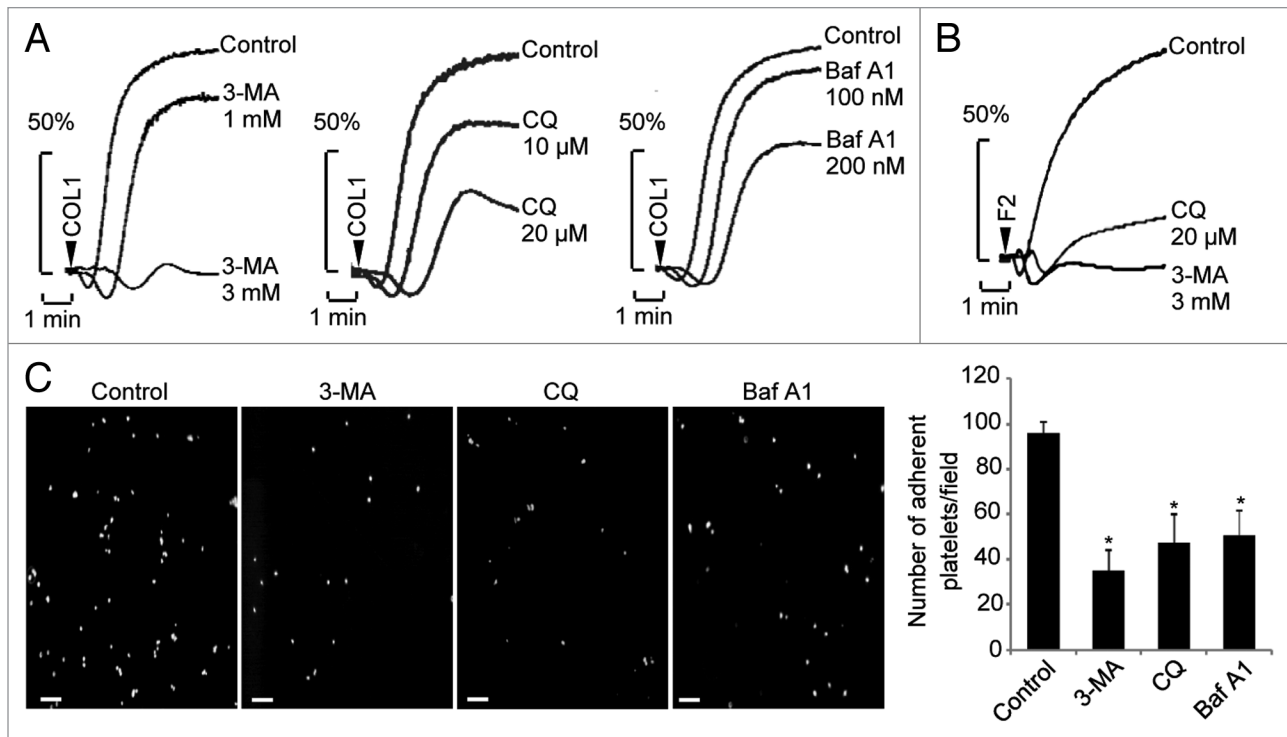 A
Control
3-MA
1 mM
50%
COL1
3-MA
3 mM
1 min
Control
CQ
10 µM
50%
COL1
CQ
20 µM
1 min
Control
Baf A1
100 nM
50%
Baf A1
200 nM
COL1
1 min
B
Control
50%
F2
CQ
20 µM
3-MA
3 mM
1 min
C
Control
3-MA
CQ
Baf A1
Number of adherent
platelets/field
120
100
80
60
40
20
0
*
*
*
Control
3-MA
CQ
Baf A1